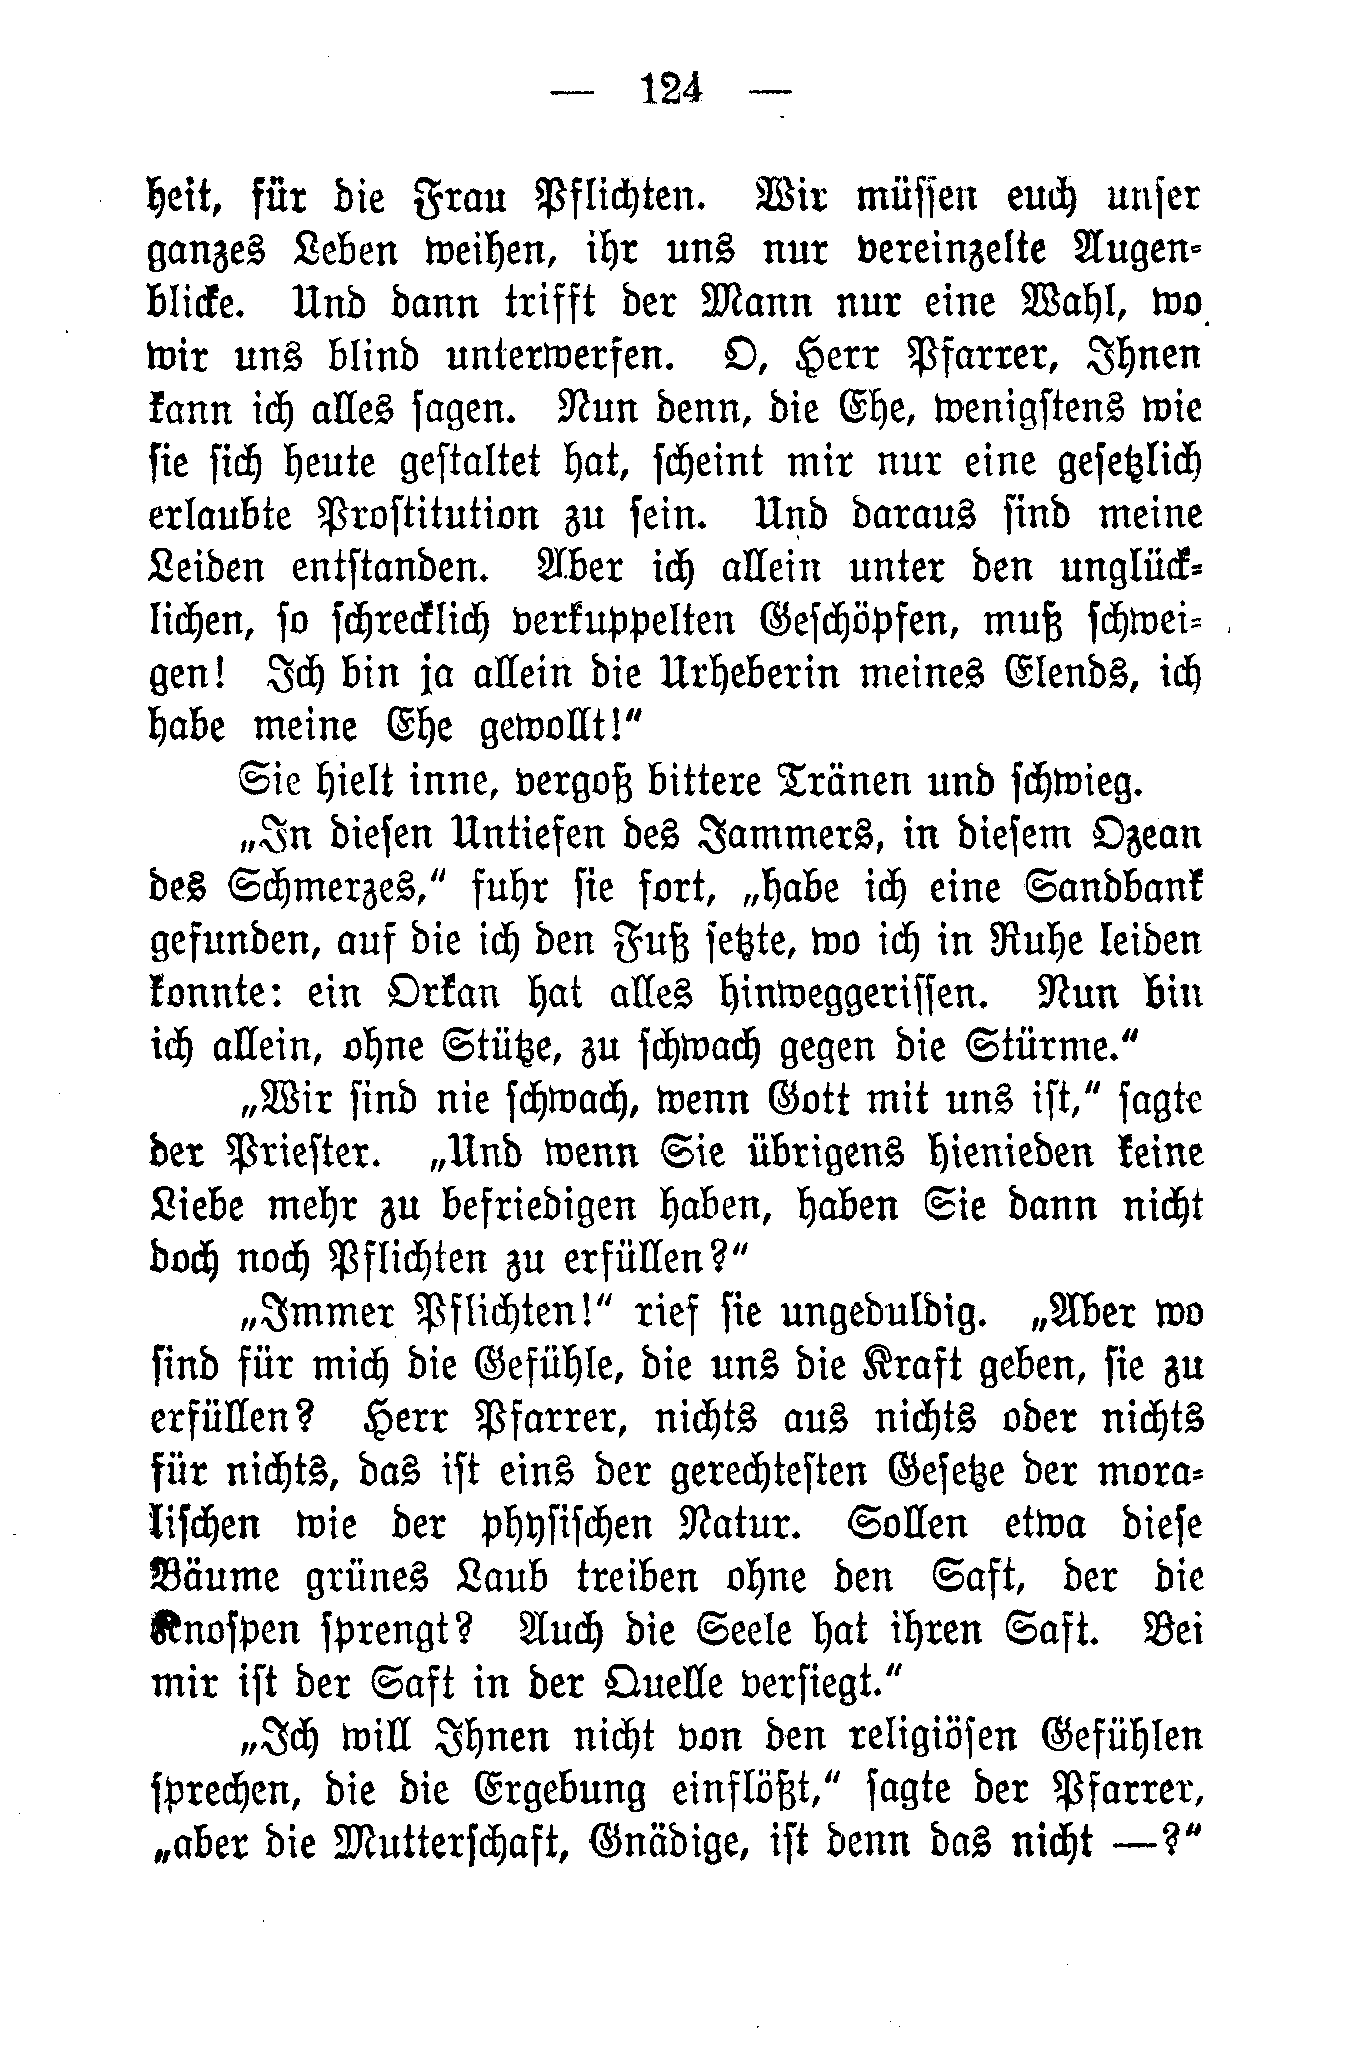 — 124 —
heit, für die Frau Pflichten. Wir müssen euch unser
ganzes Leben weihen, ihr uns nur vereinzelte Augen-
blicke. Und dann trifft der Mann nur eine Wahl, wo
wir uns blind unterwerfen. O, Herr Pfarrer, Ihnen
kann ich alles sagen. Nun denn, die Ehe, wenigstens wie
sie sich heute gestaltet hat, scheint mir nur eine gesetzlich
erlaubte Prostitution zu sein. Und daraus sind meine
Leiden entstanden. Aber ich allein unter den unglück-
lichen, so schrecklich verkuppelten Geschöpfen, muß schwei-
gen! Ich bin ja allein die Urheberin meines Elends, ich
habe meine Ehe gewollt!“
Sie hielt inne, vergoß bittere Tränen und schwieg.
„In diesen Untiefen des Jammers, in diesem Ozean
des Schmerzes,“ fuhr sie fort, „habe ich eine Sandbank
gefunden, auf die ich den Fuß setzte, wo ich in Ruhe leiden
konnte: ein Orkan hat alles hinweggerissen. Nun bin
ich allein, ohne Stütze, zu schwach gegen die Stürme.“
„Wir sind nie schwach, wenn Gott mit uns ist,“ sagte
der Priester. „Und wenn Sie übrigens hienieden keine
Liebe mehr zu befriedigen haben, haben Sie dann nicht
doch noch Pflichten zu erfüllen?“
„Immer Pflichten!“ rief sie ungeduldig. „Aber wo
sind für mich die Gefühle, die uns die Kraft geben, sie zu
erfüllen? Herr Pfarrer, nichts aus nichts oder nichts
für nichts, das ist eins der gerechtesten Gesetze der mora-
lischen wie der physischen Natur. Sollen etwa diese
Bäume grünes Laub treiben ohne den Saft, der die
Knospen sprengt? Auch die Seele hat ihren Saft. Bei
mir ist der Saft in der Quelle versiegt.“
„Ich will Ihnen nicht von den religiösen Gefühlen
sprechen, die die Ergebung einflößt,“ sagte der Pfarrer,
„aber die Mutterschaft, Gnädige, ist denn das nicht —?“